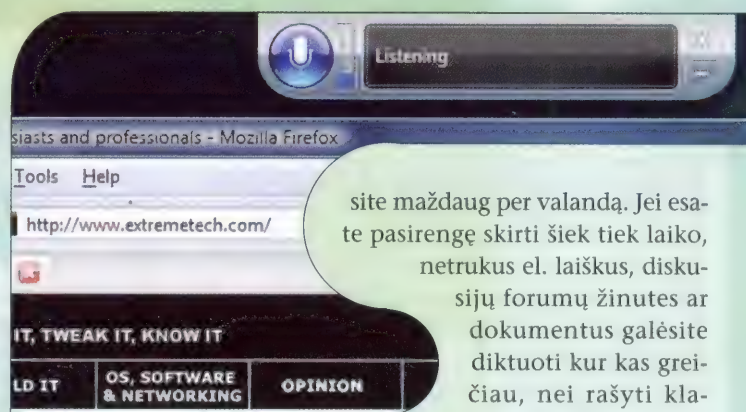 Listening
siasts and professionals - Mozilla Firefox
Tools Help
http://www.extremetech.com/
IT, TWEAK IT, KNOW IT
LD IT
OS, SOFTWARE
& NETWORKING
OPINION
site maždaug per valandą. Jei esa-
te pasirengę skirti šiek tiek laiko,
netrukus el. laiškus, disku-
sijų forumų žinutes ar
dokumentus galėsite
diktuoti kur kas grei-
čiau, nei rašyti kla-